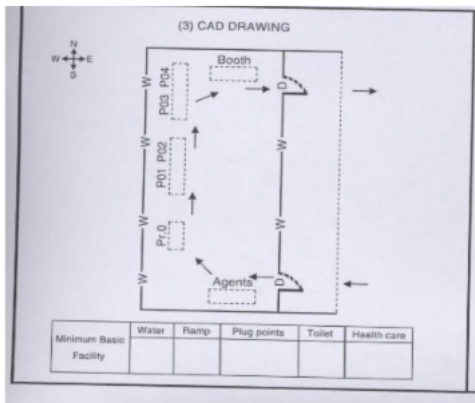 (3) CAD DRAWING
N
W E
S
Booth
W P03 P04 D
W P01 P02 W
W Pr.0 W
W Agents D
Water Ramp Plug points Toilet Health care
Minimum Basic
Facility